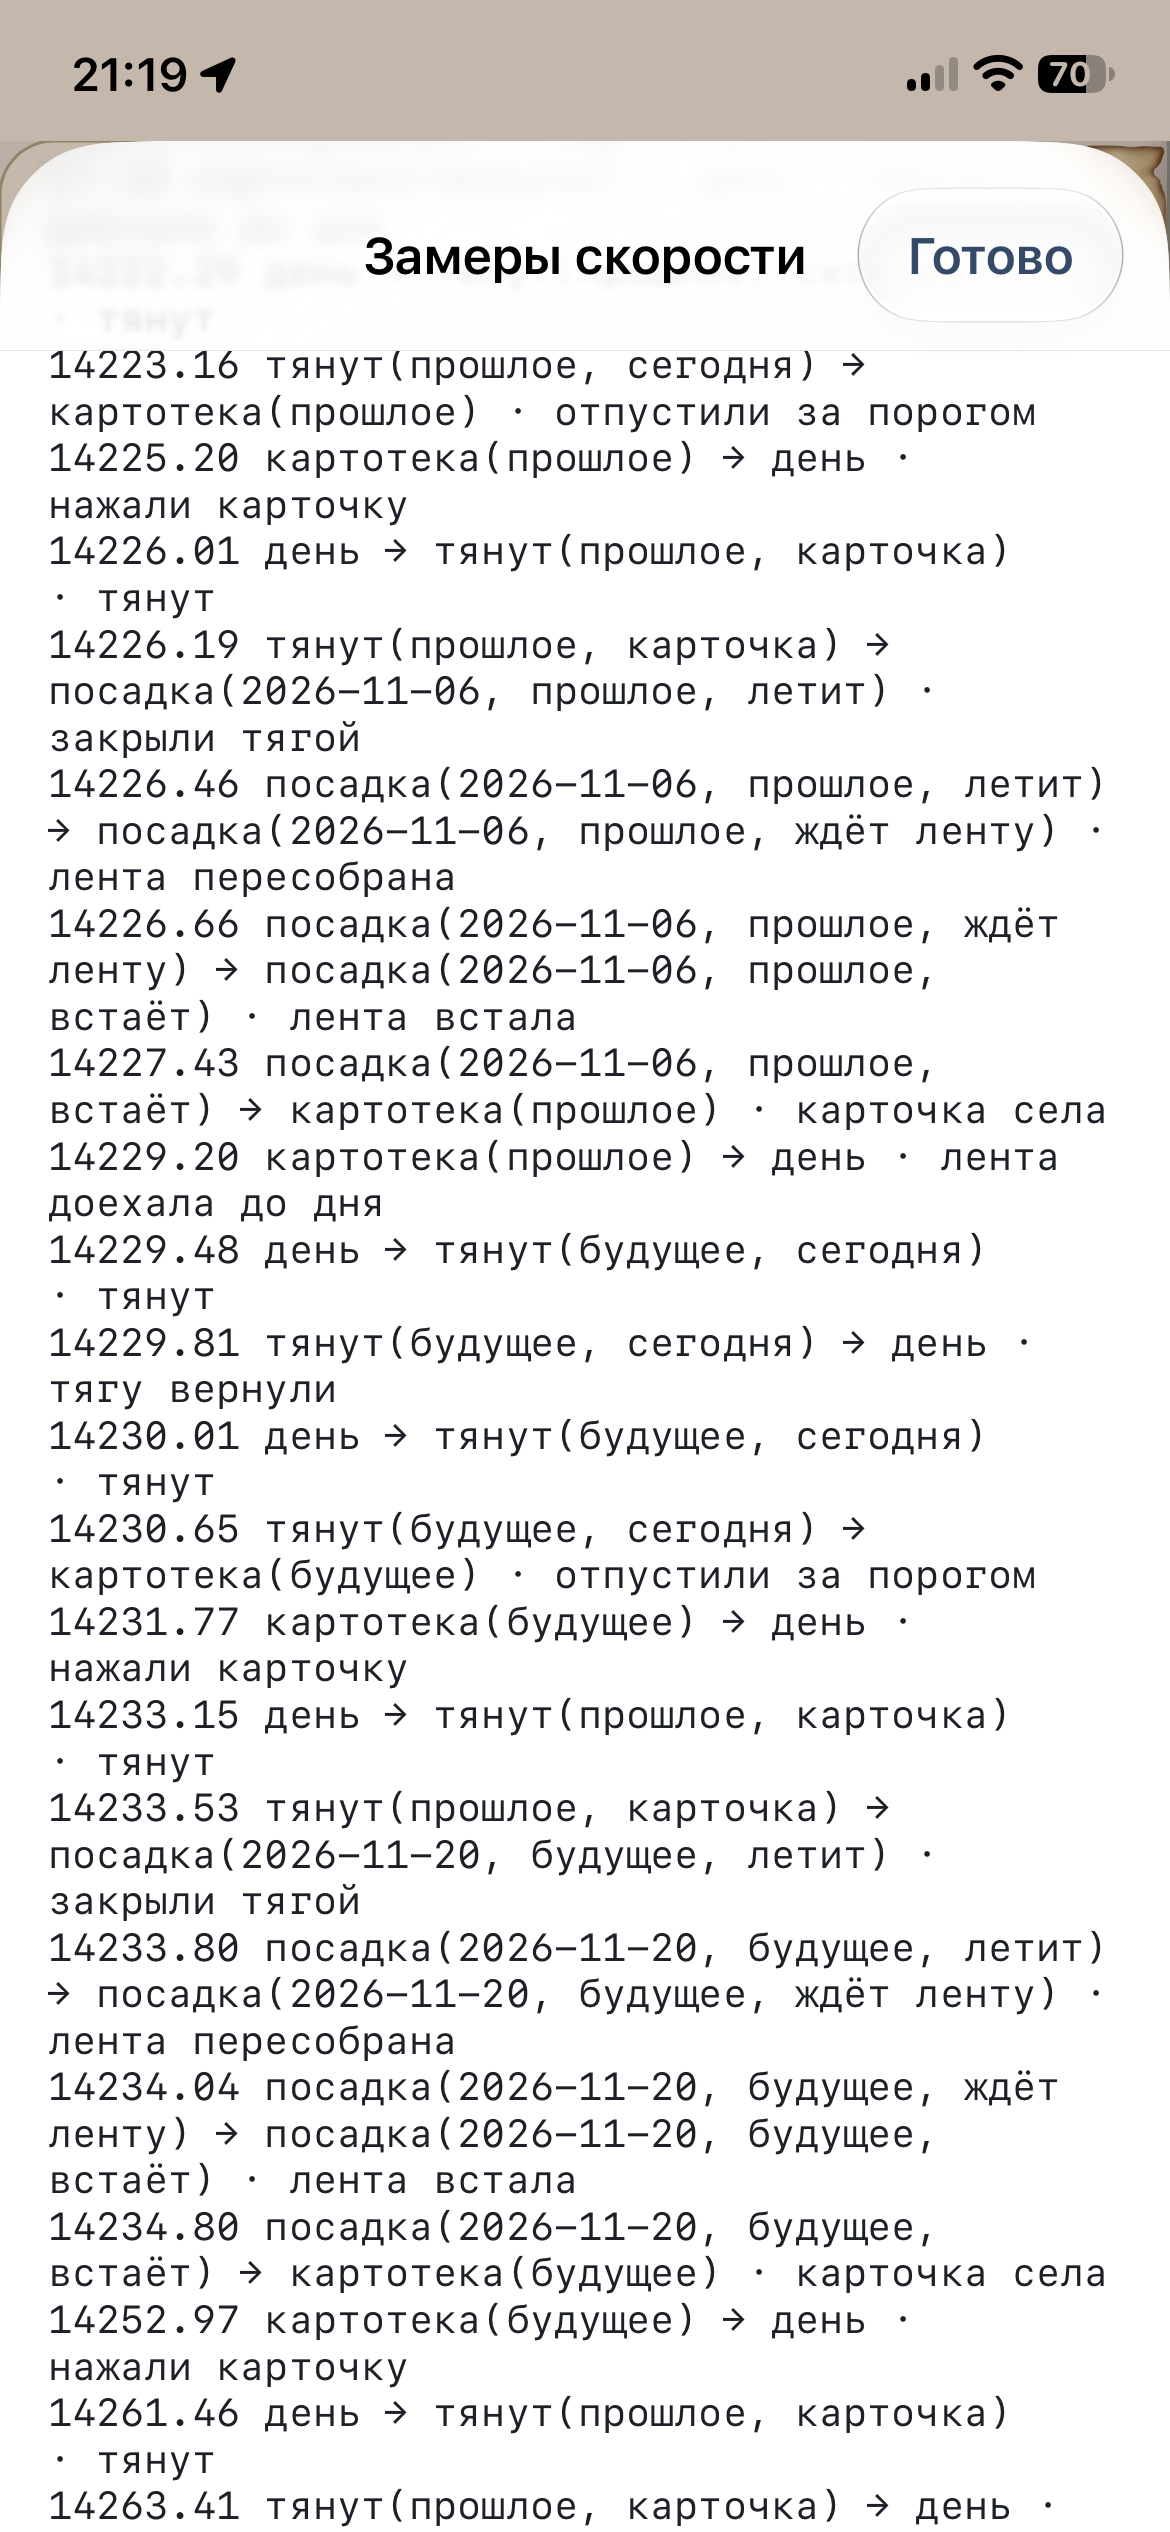 21:19
70
Замеры скорости
Готово
14222.29 день
· тянут
14223.16 тянут(прошлое, сегодня) →
картотека(прошлое) · отпустили за порогом
14225.20 картотека(прошлое) → день ·
нажали карточку
14226.01 день → тянут(прошлое, карточка)
· тянут
14226.19 тянут(прошлое, карточка) →
посадка(2026–11–06, прошлое, летит) ·
закрыли тягой
14226.46 посадка(2026–11–06, прошлое, летит)
→ посадка(2026–11–06, прошлое, ждёт ленту) ·
лента пересобрана
14226.66 посадка(2026–11–06, прошлое, ждёт
ленту) → посадка(2026–11–06, прошлое,
встаёт) · лента встала
14227.43 посадка(2026–11–06, прошлое,
встаёт) → картотека(прошлое) · карточка села
14229.20 картотека(прошлое) → день · лента
доехала до дня
14229.48 день → тянут(будущее, сегодня)
· тянут
14229.81 тянут(будущее, сегодня) → день ·
тягу вернули
14230.01 день → тянут(будущее, сегодня)
· тянут
14230.65 тянут(будущее, сегодня) →
картотека(будущее) · отпустили за порогом
14231.77 картотека(будущее) → день ·
нажали карточку
14233.15 день → тянут(прошлое, карточка)
· тянут
14233.53 тянут(прошлое, карточка) →
посадка(2026–11–20, будущее, летит) ·
закрыли тягой
14233.80 посадка(2026–11–20, будущее, летит)
→ посадка(2026–11–20, будущее, ждёт ленту) ·
лента пересобрана
14234.04 посадка(2026–11–20, будущее, ждёт
ленту) → посадка(2026–11–20, будущее,
встаёт) · лента встала
14234.80 посадка(2026–11–20, будущее,
встаёт) → картотека(будущее) · карточка села
14252.97 картотека(будущее) → день ·
нажали карточку
14261.46 день → тянут(прошлое, карточка)
· тянут
14263.41 тянут(прошлое, карточка) → день ·